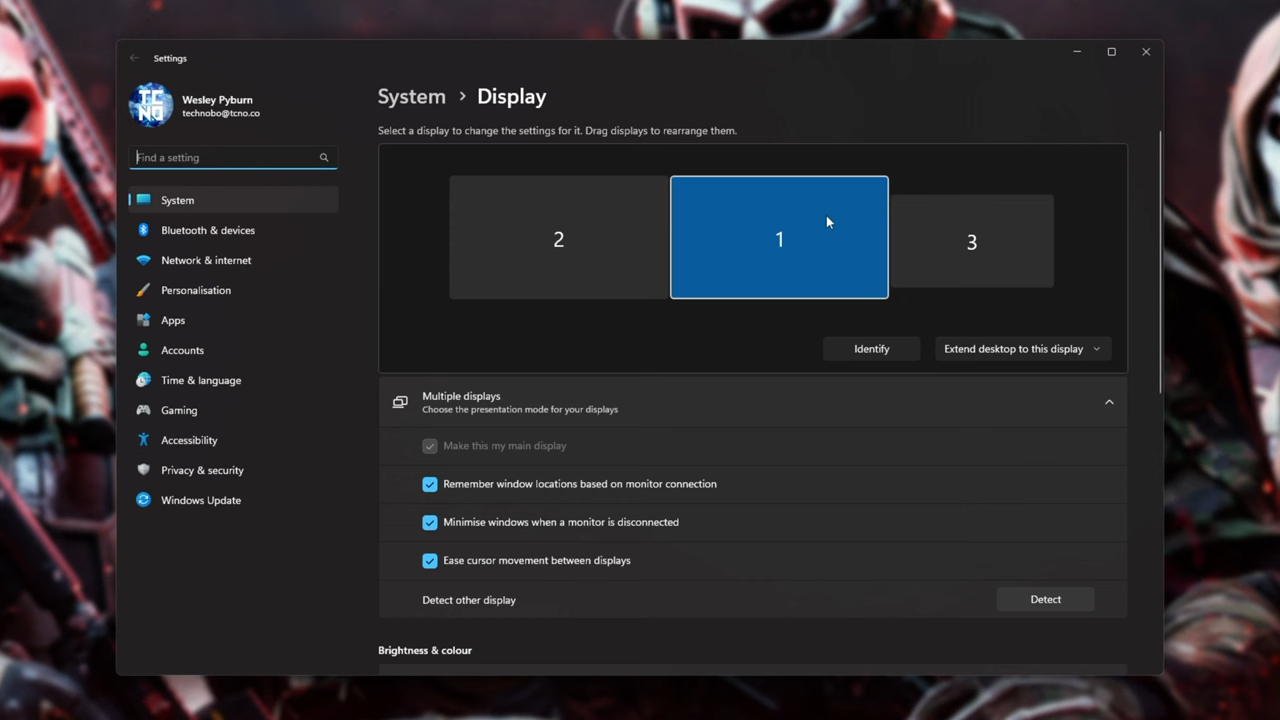 Settings
TC
NO
Wesley Pyburn
technobo@tcno.co
Find a setting
System
Bluetooth & devices
Network & internet
Personalisation
Apps
Accounts
Time & language
Gaming
Accessibility
Privacy & security
Windows Update
System > Display
Select a display to change the settings for it. Drag displays to rearrange them.
2
1
3
Identify
Extend desktop to this display
Multiple displays
Choose the presentation mode for your displays
Make this my main display
Remember window locations based on monitor connection
Minimise windows when a monitor is disconnected
Ease cursor movement between displays
Detect other display
Detect
Brightness & colour